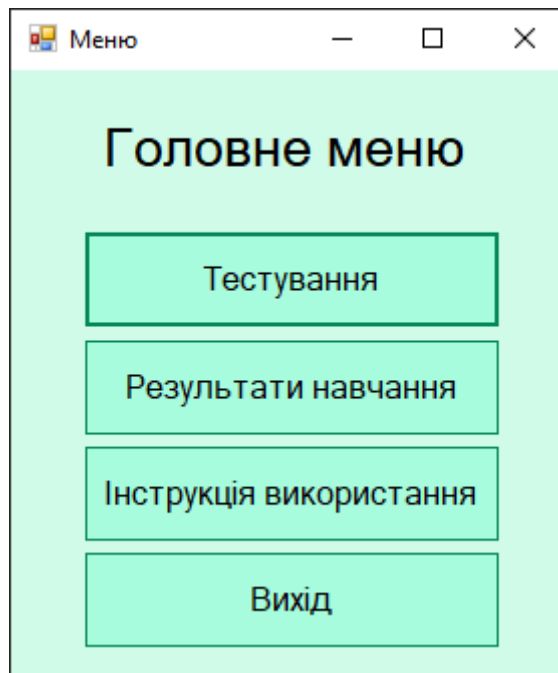 Меню
Головне меню
Тестування
Результати навчання
Інструкція використання
Вихід